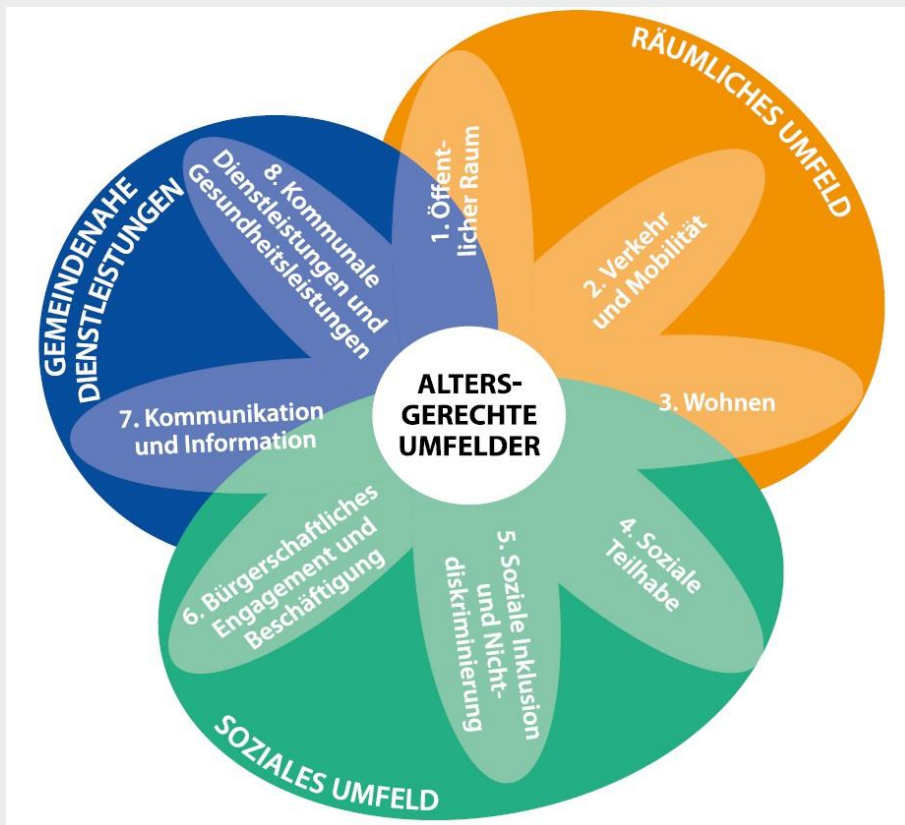 RÄUMLICHES UMFELD
1. Öffent-
licher Raum
2. Verkehr
und Mobilität
3. Wohnen
ALTERS-
GERECHTE
UMFELDER
4. Soziale
Teilhabe
5. Soziale Inklusion
und Nicht-
diskriminierung
SOZIALES UMFELD
6. Bürgerschaftliches
Engagement und
Beschäftigung
7. Kommunikation
und Information
8. Kommunale
Dienstleistungen und
Gesundheitsleistungen
GEMEINDENAHE
DIENSTLEISTUNGEN